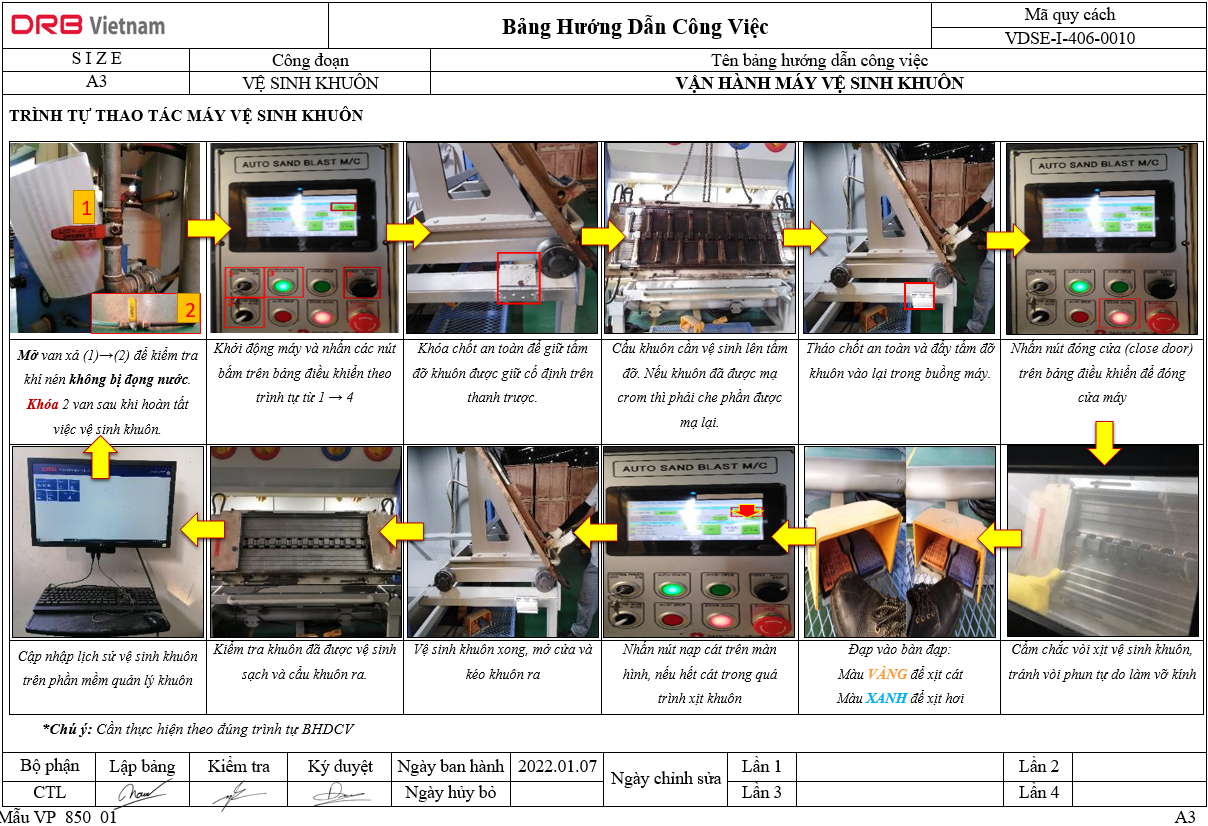 DRB Vietnam
Bảng Hướng Dẫn Công Việc
Mã quy cách
VDSE-I-406-0010
S I Z E
Công đoạn
Tên bảng hướng dẫn công việc
A3
VỆ SINH KHUÔN
VẬN HÀNH MÁY VỆ SINH KHUÔN
TRÌNH TỰ THAO TÁC MÁY VỆ SINH KHUÔN
1
2
AUTO SAND BLAST M/C
AUTO SAND BLAST M/C
Mở van xả (1)→(2) để kiểm tra
khí nén không bị đọng nước.
Khóa 2 van sau khi hoàn tất
việc vệ sinh khuôn.
Khởi động máy và nhấn các nút
bấm trên bảng điều khiển theo
trình tự từ 1 → 4
Khóa chốt an toàn để giữ tấm
đỡ khuôn được giữ cố định trên
thanh trượt.
Cẩu khuôn cần vệ sinh lên tấm
đỡ. Nếu khuôn đã được mạ
crom thì phải che phần được
mạ lại.
Tháo chốt an toàn và đẩy tấm đỡ
khuôn vào lại trong buồng máy.
Nhấn nút đóng cửa (close door)
trên bảng điều khiển để đóng
cửa máy
DRB
AUTO SAND BLAST M/C
Cập nhập lịch sử vệ sinh khuôn
trên phần mềm quản lý khuôn
Kiểm tra khuôn đã được vệ sinh
sạch và cẩu khuôn ra.
Vệ sinh khuôn xong, mở cửa và
kéo khuôn ra
Nhấn nút nạp cát trên màn
hình, nếu hết cát trong quá
trình xịt khuôn
Đạp vào bàn đạp:
Màu VÀNG để xịt cát
Màu XANH để xịt hơi
Cầm chắc vòi xịt vệ sinh khuôn,
tránh vòi phun tự do làm vỡ kính
*Chú ý: Cần thực hiện theo đúng trình tự BHDCV
Bộ phận
Lập bảng
Kiểm tra
Ký duyệt
Ngày ban hành
2022.01.07
Ngày chỉnh sửa
Lần 1
Lần 2
CTL
Ngày hủy bỏ
Lần 3
Lần 4
Mẫu VP_850_01
A3